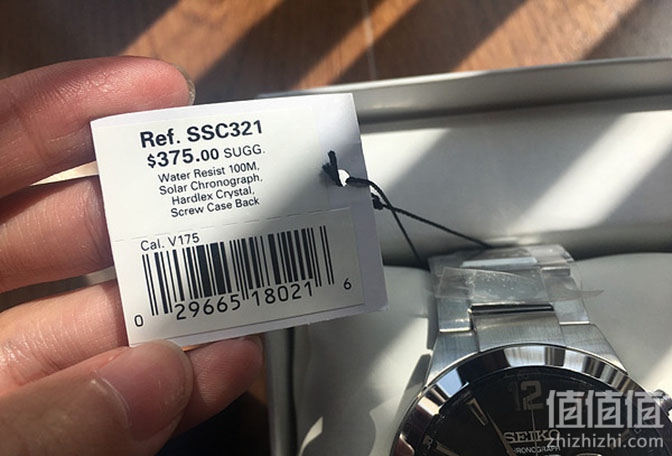 Ref. SSC321
$375.00 SUGG.
Water Resist 100M,
Solar Chronograph,
Hardlex Crystal,
Screw Case Back
Cal. V175
0 29665 18021 6
12
SEIKO
CHRONOGRAPH
值值值
zhizhizhi.com